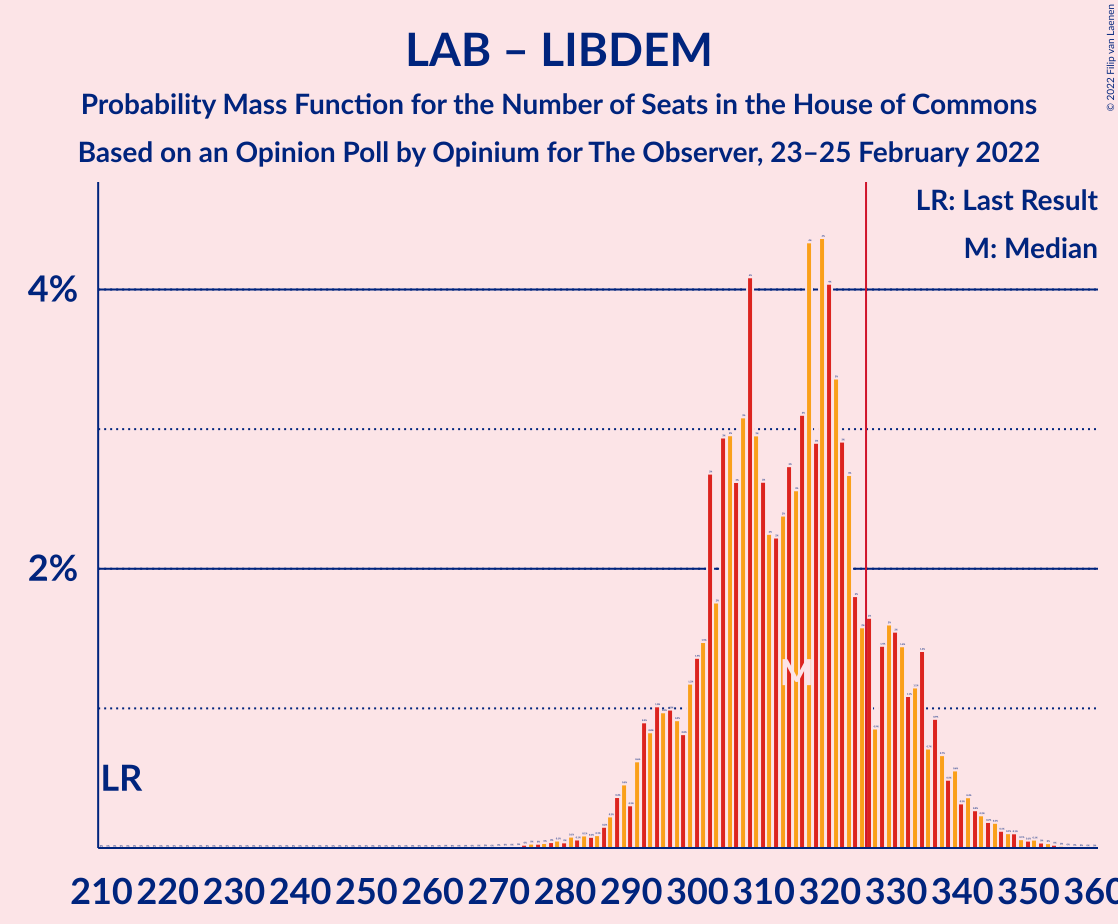 LAB – LIBDEM
Probability Mass Function for the Number of Seats in the House of Commons
Based on an Opinion Poll by Opinium for The Observer, 23–25 February 2022
© 2022 Filip van Laenen
LR: Last Result
M: Median
4%
2%
M
LR
210 220 230 240 250 260 270 280 290 300 310 320 330 340 350 360